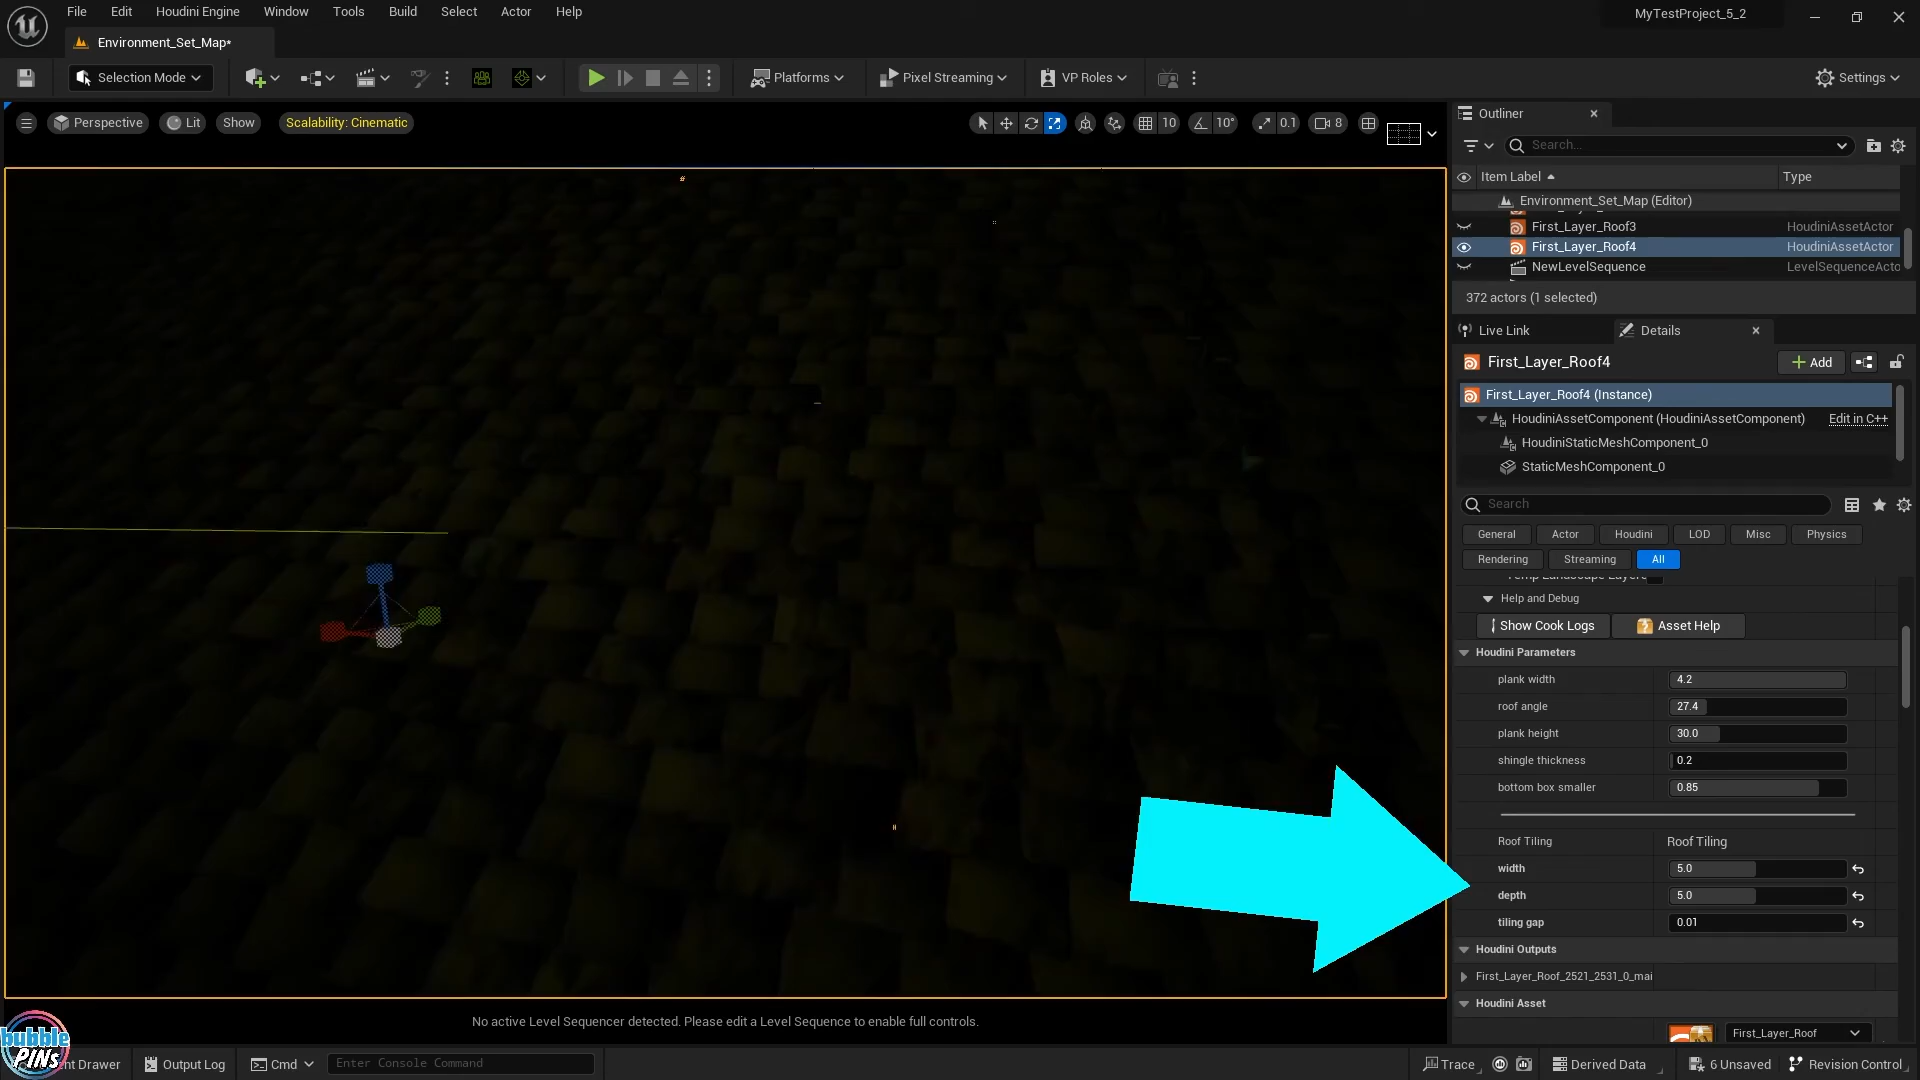 File Edit Houdini Engine Window Tools Build Select Actor Help
MyTestProject_5_2
Environment_Set_Map*
Selection Mode
Platforms
Pixel Streaming
VP Roles
Settings
Perspective Lit Show Scalability: Cinematic
10 10° 0.1 8
Outliner
Search...
Item Label Type
Environment_Set_Map (Editor)
First_Layer_Roof3 HoudiniAssetActor
First_Layer_Roof4 HoudiniAssetActor
NewLevelSequence LevelSequenceActo
372 actors (1 selected)
Live Link Details
First_Layer_Roof4 Add
First_Layer_Roof4 (Instance)
HoudiniAssetComponent (HoudiniAssetComponent) Edit in C++
HoudiniStaticMeshComponent_0
StaticMeshComponent_0
Search
General Actor Houdini LOD Misc Physics
Rendering Streaming All
Temp Landscape Layers
Help and Debug
Show Cook Logs Asset Help
Houdini Parameters
plank width 4.2
roof angle 27.4
plank height 30.0
shingle thickness 0.2
bottom box smaller 0.85
Roof Tiling Roof Tiling
width 5.0
depth 5.0
tiling gap 0.01
Houdini Outputs
First_Layer_Roof_2521_2531_0_mai
Houdini Asset
First_Layer_Roof
No active Level Sequencer detected. Please edit a Level Sequence to enable full controls.
bubble
PINs
nt Drawer Output Log Cmd Enter Console Command
Trace Derived Data 6 Unsaved Revision Control